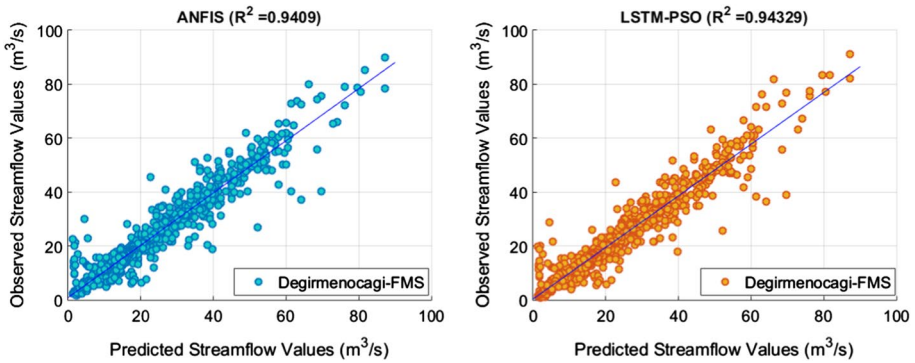 ANFIS (R² =0.9409)
Observed Streamflow Values (m³/s)
100
80
60
40
20
0
0 20 40 60 80 100
Degirmenocagi-FMS
Predicted Streamflow Values (m³/s)
LSTM-PSO (R² =0.94329)
Observed Streamflow Values (m³/s)
100
80
60
40
20
0
0 20 40 60 80 100
Degirmenocagi-FMS
Predicted Streamflow Values (m³/s)